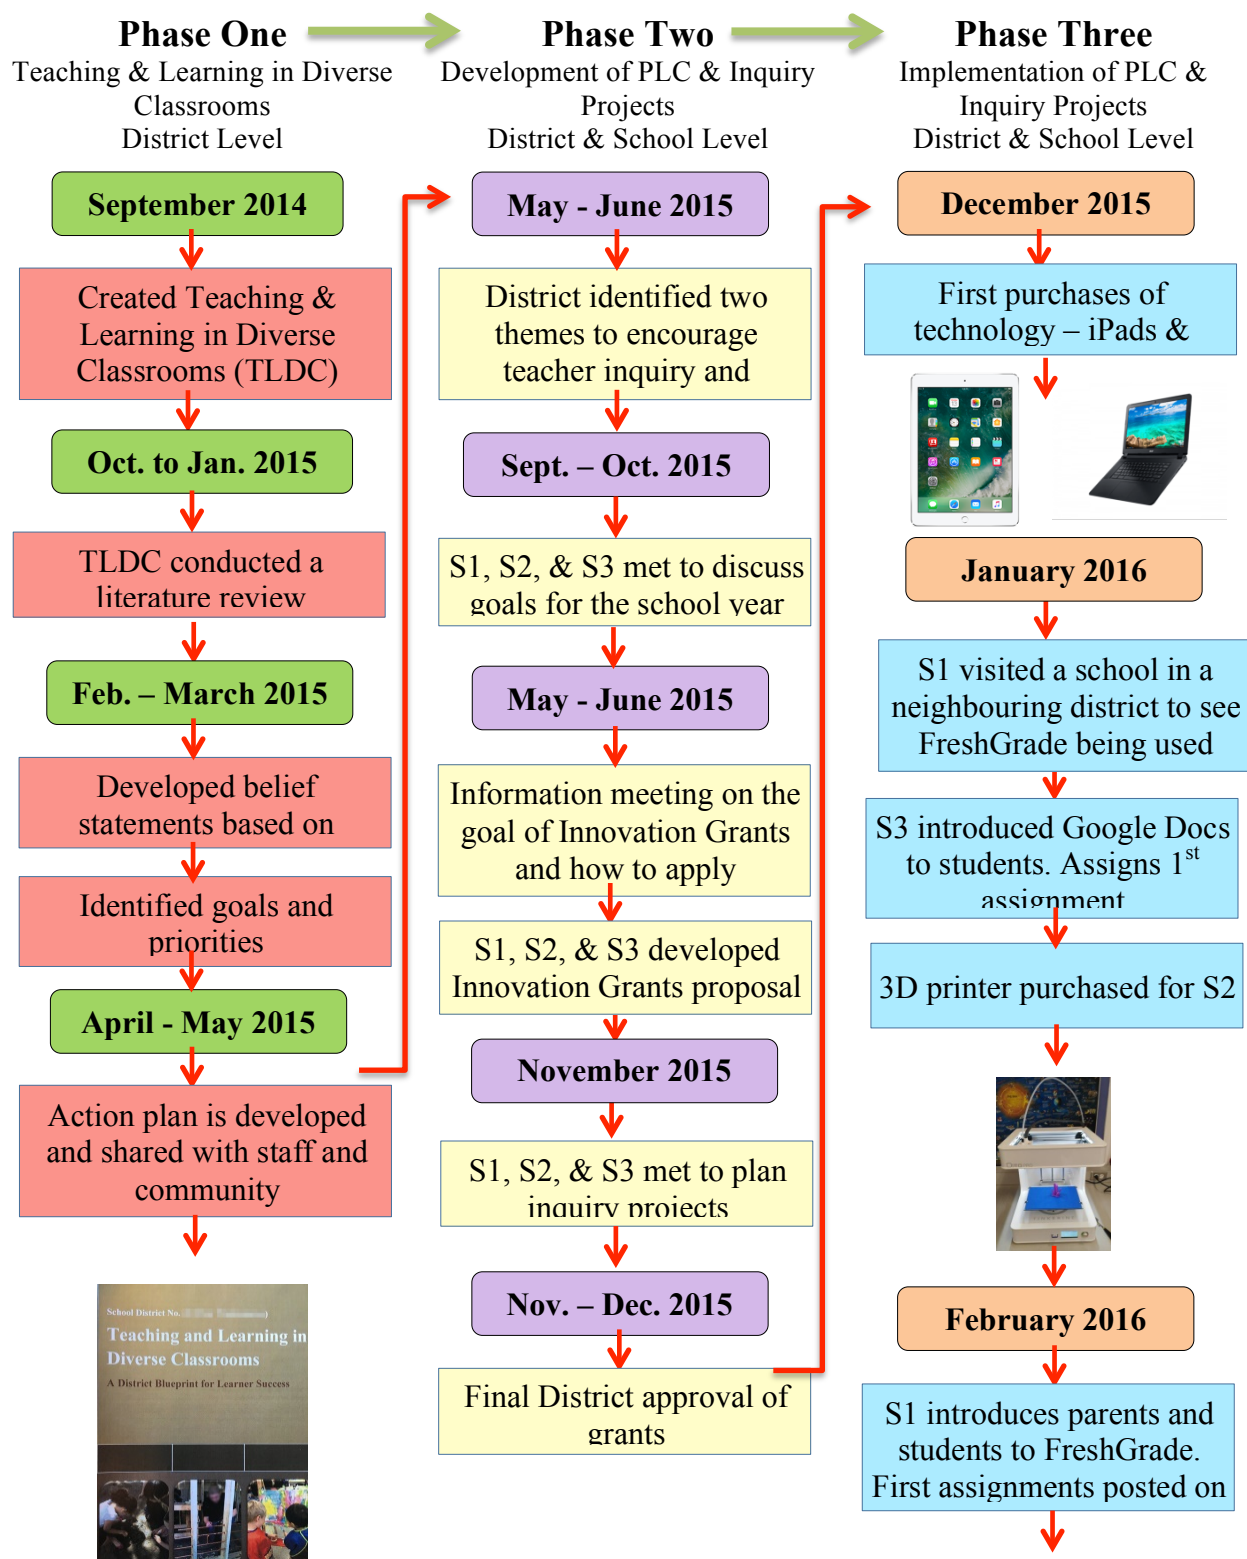 Phase One
Teaching & Learning in Diverse
Classrooms
District Level
September 2014
Created Teaching &
Learning in Diverse
Classrooms (TLDC)
Oct. to Jan. 2015
TLDC conducted a
literature review
Feb. – March 2015
Developed belief
statements based on
Identified goals and
priorities
April - May 2015
Action plan is developed
and shared with staff and
community
School District No.
Teaching and Learning in
Diverse Classrooms
A District Blueprint for Learner Success
Phase Two
Development of PLC & Inquiry
Projects
District & School Level
May - June 2015
District identified two
themes to encourage
teacher inquiry and
Sept. – Oct. 2015
S1, S2, & S3 met to discuss
goals for the school year
May - June 2015
Information meeting on the
goal of Innovation Grants
and how to apply
S1, S2, & S3 developed
Innovation Grants proposal
November 2015
S1, S2, & S3 met to plan
inquiry projects
Nov. – Dec. 2015
Final District approval of
grants
Phase Three
Implementation of PLC &
Inquiry Projects
District & School Level
December 2015
First purchases of
technology – iPads &
January 2016
S1 visited a school in a
neighbouring district to see
FreshGrade being used
S3 introduced Google Docs
to students. Assigns 1st
assignment
3D printer purchased for S2
February 2016
S1 introduces parents and
students to FreshGrade.
First assignments posted on